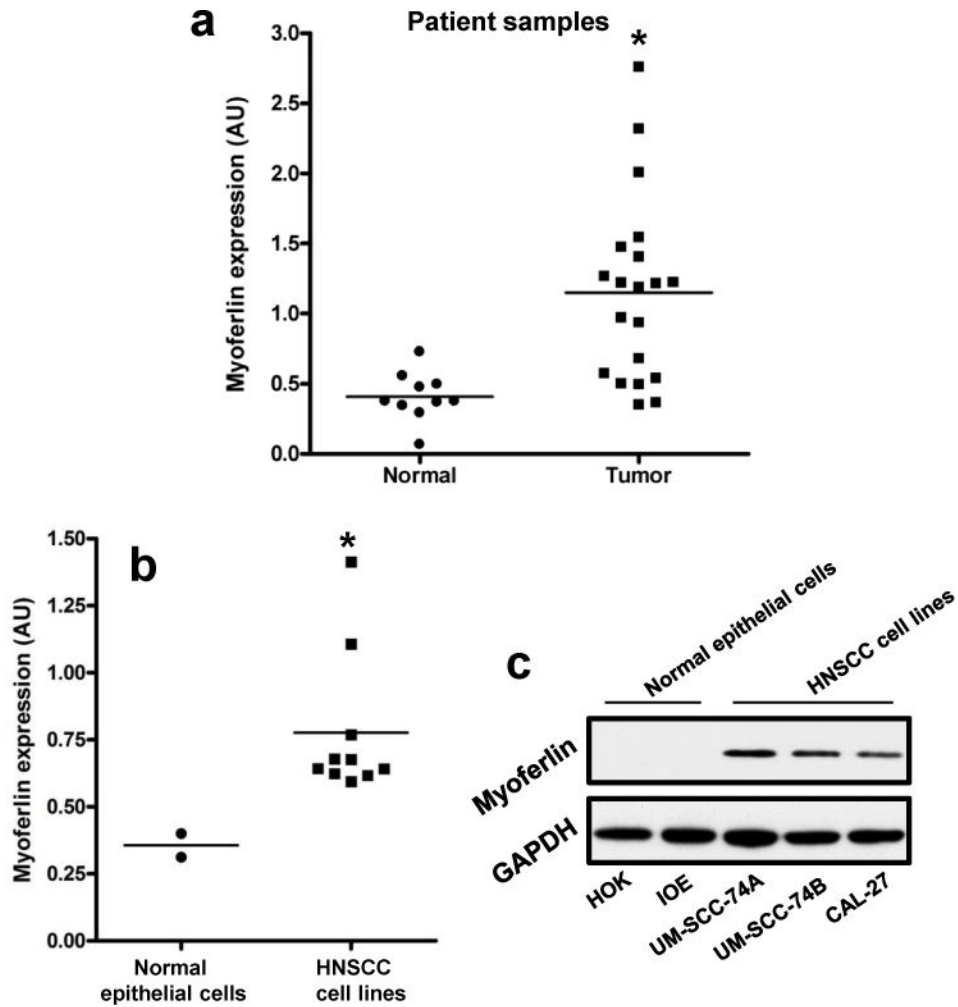 a
Patient samples
*
Myoferlin expression (AU)
3.0
2.5
2.0
1.5
1.0
0.5
0.0
Normal
Tumor
b
*
Myoferlin expression (AU)
1.50
1.25
1.00
0.75
0.50
0.25
0.00
Normal
epithelial cells
HNSCC
cell lines
c
Normal epithelial cells
HNSCC cell lines
Myoferlin
GAPDH
HOK
IOE
UM-SCC-74A
UM-SCC-74B
CAL-27